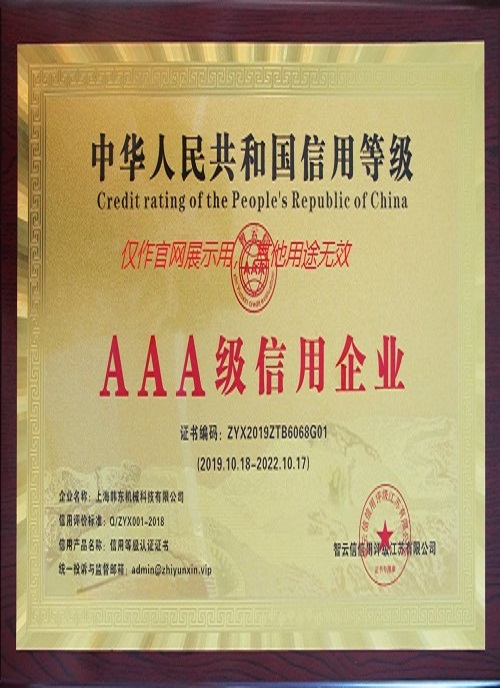 中华人民共和国信用等级
Credit rating of the People's Republic of China
仅作官网展示用，其他用途无效
AAA
AAA级信用企业
证书编码：ZYX2019ZTB6068G01
(2019.10.18-2022.10.17)
企业名称：上海韩东机械科技有限公司
信用评价标准：Q/ZYX001-2018
信用产品名称：信用等级认证证书
统一投诉与监督邮箱：admin@zhiyunxin.vip
智云信信用评级江苏有限公司